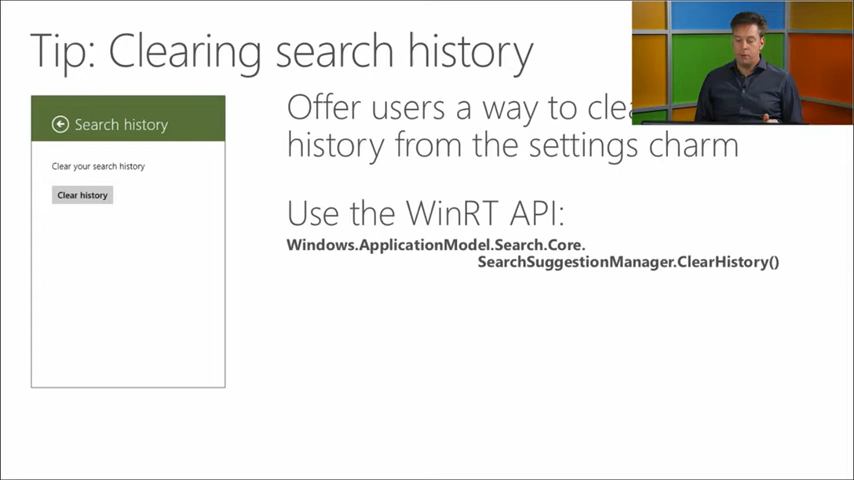 Tip: Clearing search history
Search history
Clear your search history
Clear history
Offer users a way to
history from the settings charm
Use the WinRT API:
Windows.ApplicationModel.Search.Core.
SearchSuggestionManager.ClearHistory()